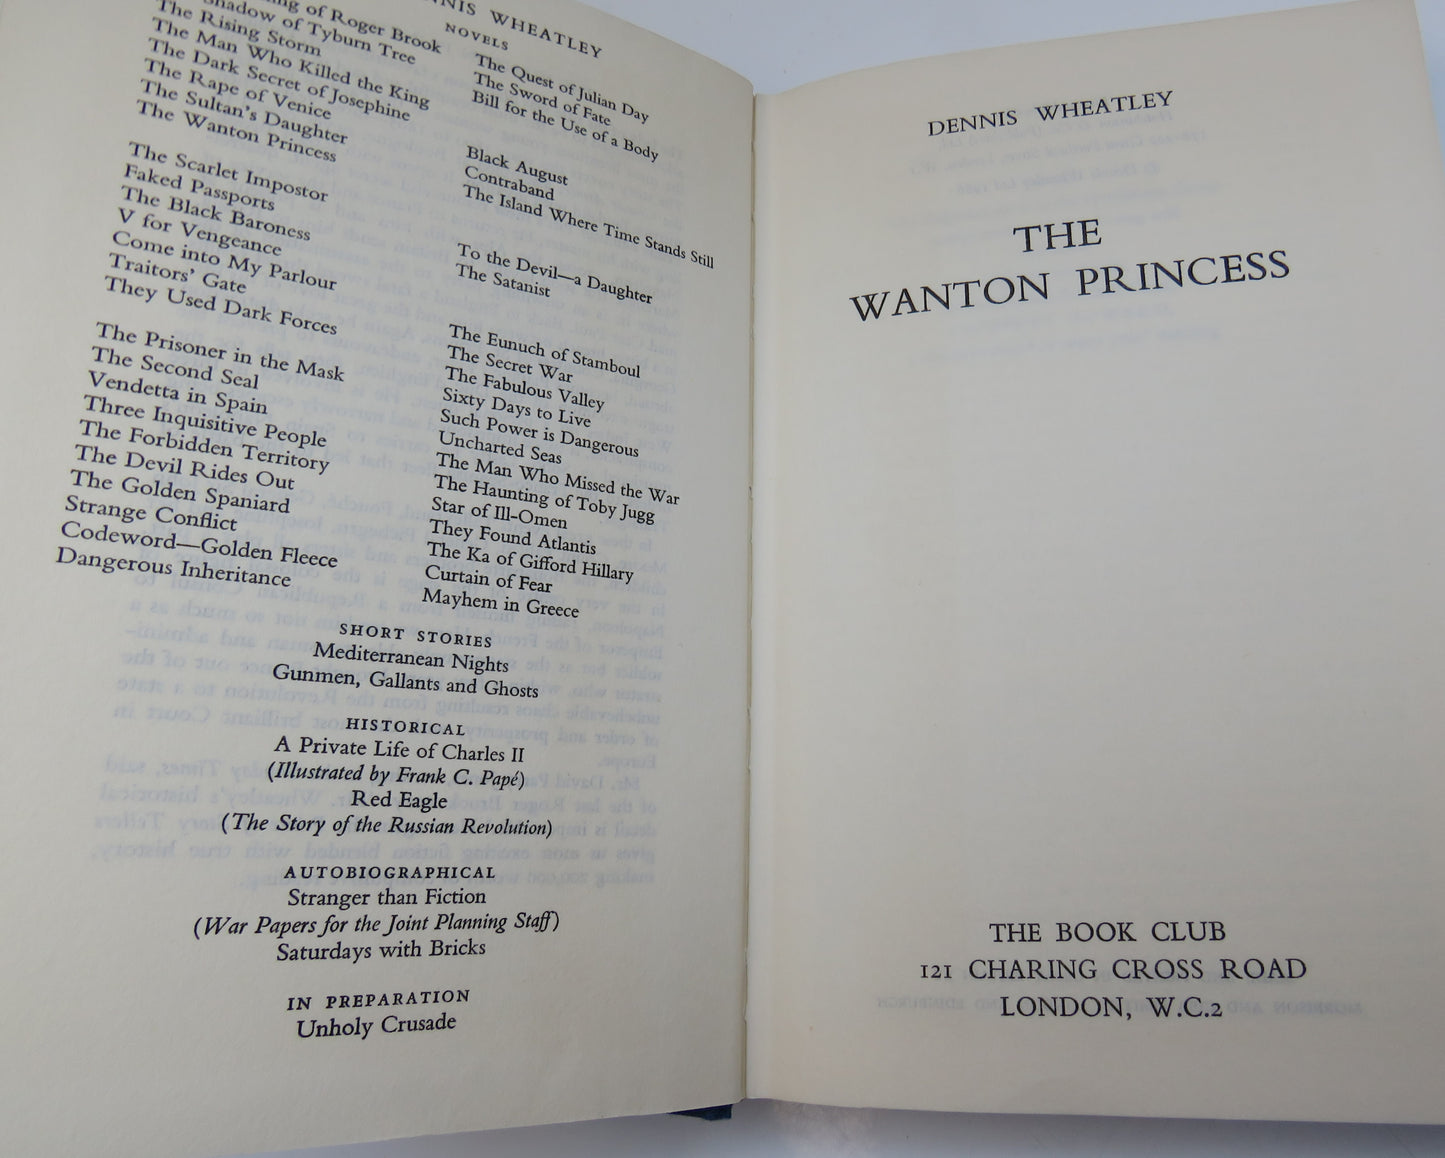 NNIS WHEATLEY
NOVELS
of Roger Brook
hadow of Tyburn Tree
The Rising Storm
The Man Who Killed the King
The Dark Secret of Josephine
The Rape of Venice
The Sultan's Daughter
The Wanton Princess
The Scarlet Impostor
Faked Passports
The Black Baroness
V for Vengeance
Come into My Parlour
Traitors' Gate
They Used Dark Forces
The Prisoner in the Mask
The Second Seal
Vendetta in Spain
Three Inquisitive People
The Forbidden Territory
The Devil Rides Out
The Golden Spaniard
Strange Conflict
Codeword—Golden Fleece
Dangerous Inheritance
The Quest of Julian Day
The Sword of Fate
Bill for the Use of a Body
Black August
Contraband
The Island Where Time Stands Still
To the Devil—a Daughter
The Satanist
The Eunuch of Stamboul
The Secret War
The Fabulous Valley
Sixty Days to Live
Such Power is Dangerous
Uncharted Seas
The Man Who Missed the War
The Haunting of Toby Jugg
Star of Ill-Omen
They Found Atlantis
The Ka of Gifford Hillary
Curtain of Fear
Mayhem in Greece
SHORT STORIES
Mediterranean Nights
Gunmen, Gallants and Ghosts
HISTORICAL
A Private Life of Charles II
(Illustrated by Frank C. Papé)
Red Eagle
(The Story of the Russian Revolution)
AUTOBIOGRAPHICAL
Stranger than Fiction
(War Papers for the Joint Planning Staff)
Saturdays with Bricks
IN PREPARATION
Unholy Crusade
DENNIS WHEATLEY
THE
WANTON PRINCESS
THE BOOK CLUB
121 CHARING CROSS ROAD
LONDON, W.C.2